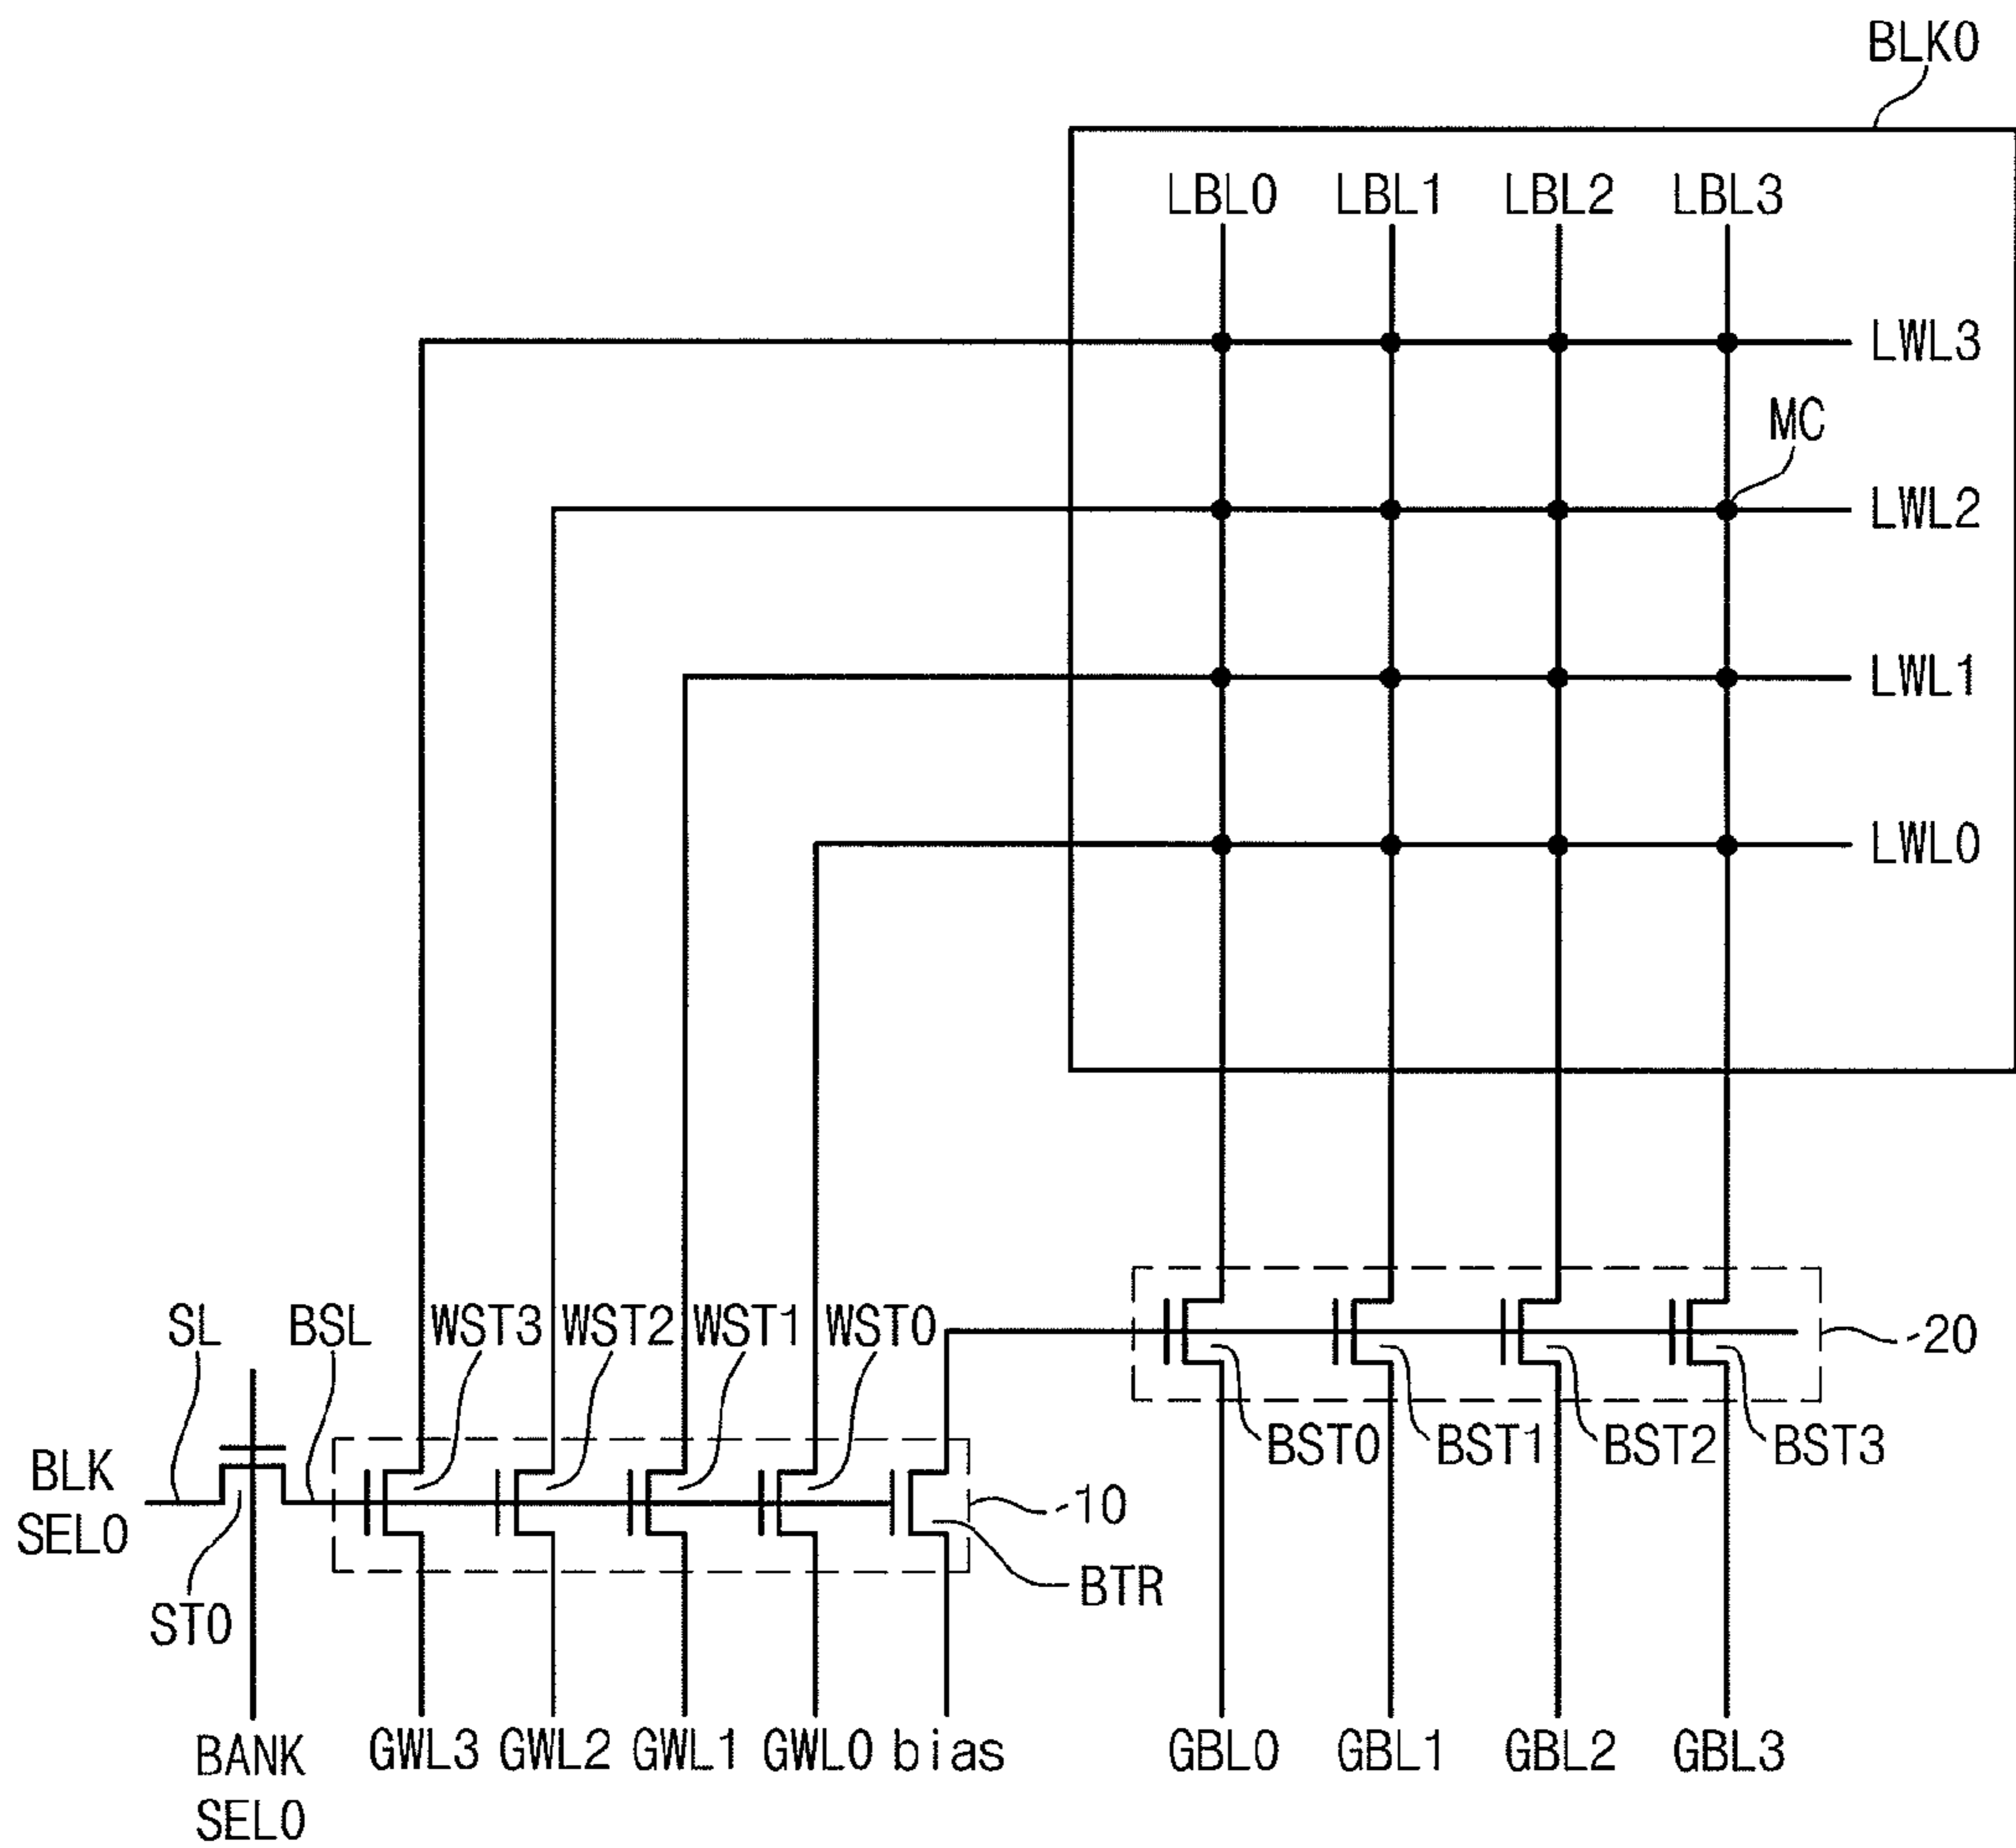 BLK0
LBL0 LBL1 LBL2 LBL3
LWL3
MC
LWL2
LWL1
LWL0
SL BSL WST3 WST2 WST1 WST0
20
BST0 BST1 BST2 BST3
BLK
SEL0
10
BTR
ST0
BANK
SEL0
GWL3 GWL2 GWL1 GWL0 bias GBL0 GBL1 GBL2 GBL3